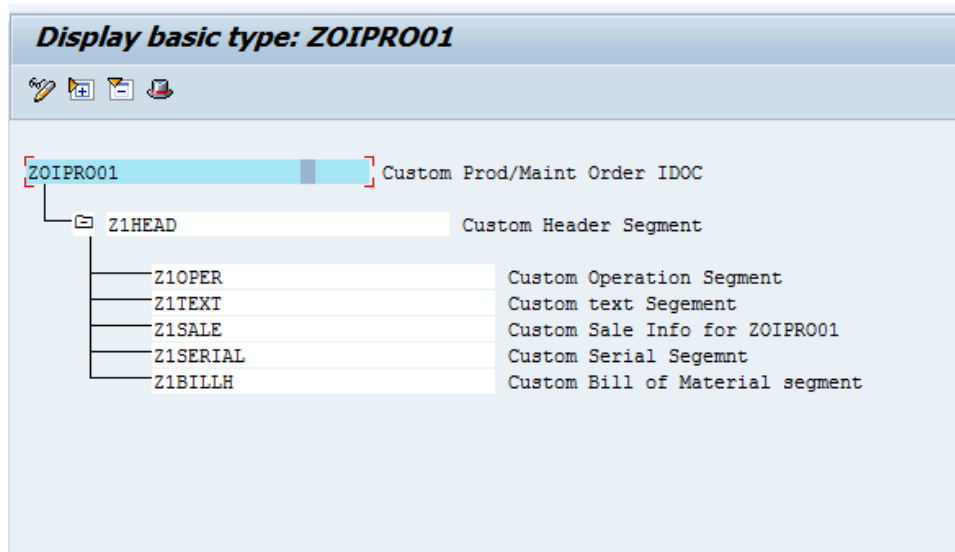 Display basic type: ZOIPRO01
ZOIPRO01 Custom Prod/Maint Order IDOC
Z1HEAD Custom Header Segment
Z1OPER Custom Operation Segment
Z1TEXT Custom text Segement
Z1SALE Custom Sale Info for ZOIPRO01
Z1SERIAL Custom Serial Segemnt
Z1BILLH Custom Bill of Material segment